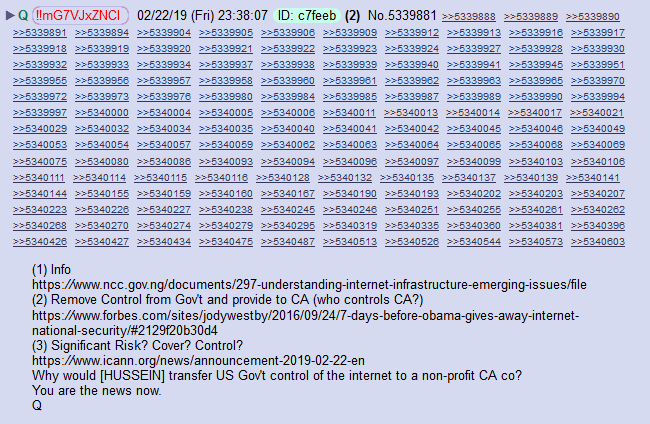 Q !!mG7VJxZNCI 02/22/19 (Fri) 23:38:07 ID: c7feeb (2) No.5339881 >>5339888 >>5339889 >>5339890
>>5339891 >>5339894 >>5339904 >>5339905 >>5339906 >>5339909 >>5339912 >>5339913 >>5339916 >>5339917
>>5339918 >>5339919 >>5339920 >>5339921 >>5339922 >>5339923 >>5339924 >>5339927 >>5339928 >>5339930
>>5339932 >>5339933 >>5339934 >>5339937 >>5339938 >>5339939 >>5339940 >>5339941 >>5339945 >>5339951
>>5339955 >>5339956 >>5339957 >>5339958 >>5339960 >>5339961 >>5339962 >>5339963 >>5339965 >>5339970
>>5339972 >>5339973 >>5339976 >>5339980 >>5339984 >>5339985 >>5339987 >>5339989 >>5339990 >>5339994
>>5339997 >>5340000 >>5340004 >>5340005 >>5340006 >>5340011 >>5340013 >>5340014 >>5340017 >>5340021
>>5340029 >>5340032 >>5340034 >>5340035 >>5340040 >>5340041 >>5340042 >>5340045 >>5340046 >>5340049
>>5340053 >>5340054 >>5340057 >>5340059 >>5340062 >>5340063 >>5340064 >>5340065 >>5340068 >>5340069
>>5340075 >>5340080 >>5340086 >>5340093 >>5340094 >>5340096 >>5340097 >>5340099 >>5340103 >>5340106
>>5340111 >>5340114 >>5340115 >>5340116 >>5340128 >>5340132 >>5340135 >>5340137 >>5340139 >>5340141
>>5340144 >>5340155 >>5340159 >>5340160 >>5340167 >>5340190 >>5340193 >>5340202 >>5340203 >>5340207
>>5340223 >>5340226 >>5340227 >>5340238 >>5340245 >>5340246 >>5340251 >>5340255 >>5340261 >>5340262
>>5340268 >>5340270 >>5340274 >>5340279 >>5340295 >>5340319 >>5340335 >>5340360 >>5340381 >>5340396
>>5340426 >>5340427 >>5340434 >>5340475 >>5340487 >>5340513 >>5340526 >>5340544 >>5340573 >>5340603
(1) Info
https://www.ncc.gov.ng/documents/297-understanding-internet-infrastructure-emerging-issues/file
(2) Remove Control from Gov't and provide to CA (who controls CA?)
https://www.forbes.com/sites/jodywestby/2016/09/24/7-days-before-obama-gives-away-internet-
national-security/#2129f20b30d4
(3) Significant Risk? Cover? Control?
https://www.icann.org/news/announcement-2019-02-22-en
Why would [HUSSEIN] transfer US Gov't control of the internet to a non-profit CA co?
You are the news now.
Q